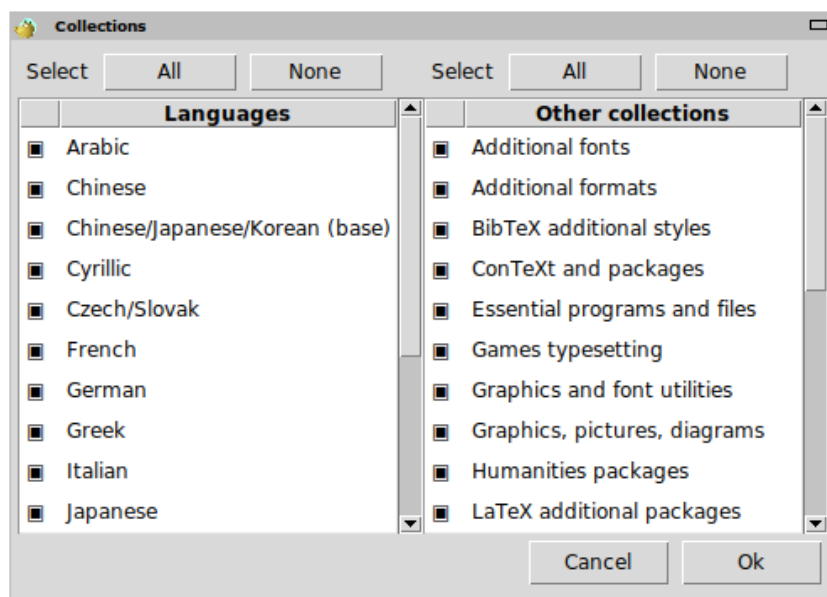 Collections
Select All None
Select All None
Languages
Arabic
Chinese
Chinese/Japanese/Korean (base)
Cyrillic
Czech/Slovak
French
German
Greek
Italian
Japanese
Other collections
Additional fonts
Additional formats
BibTeX additional styles
ConTeXt and packages
Essential programs and files
Games typesetting
Graphics and font utilities
Graphics, pictures, diagrams
Humanities packages
LaTeX additional packages
Cancel Ok